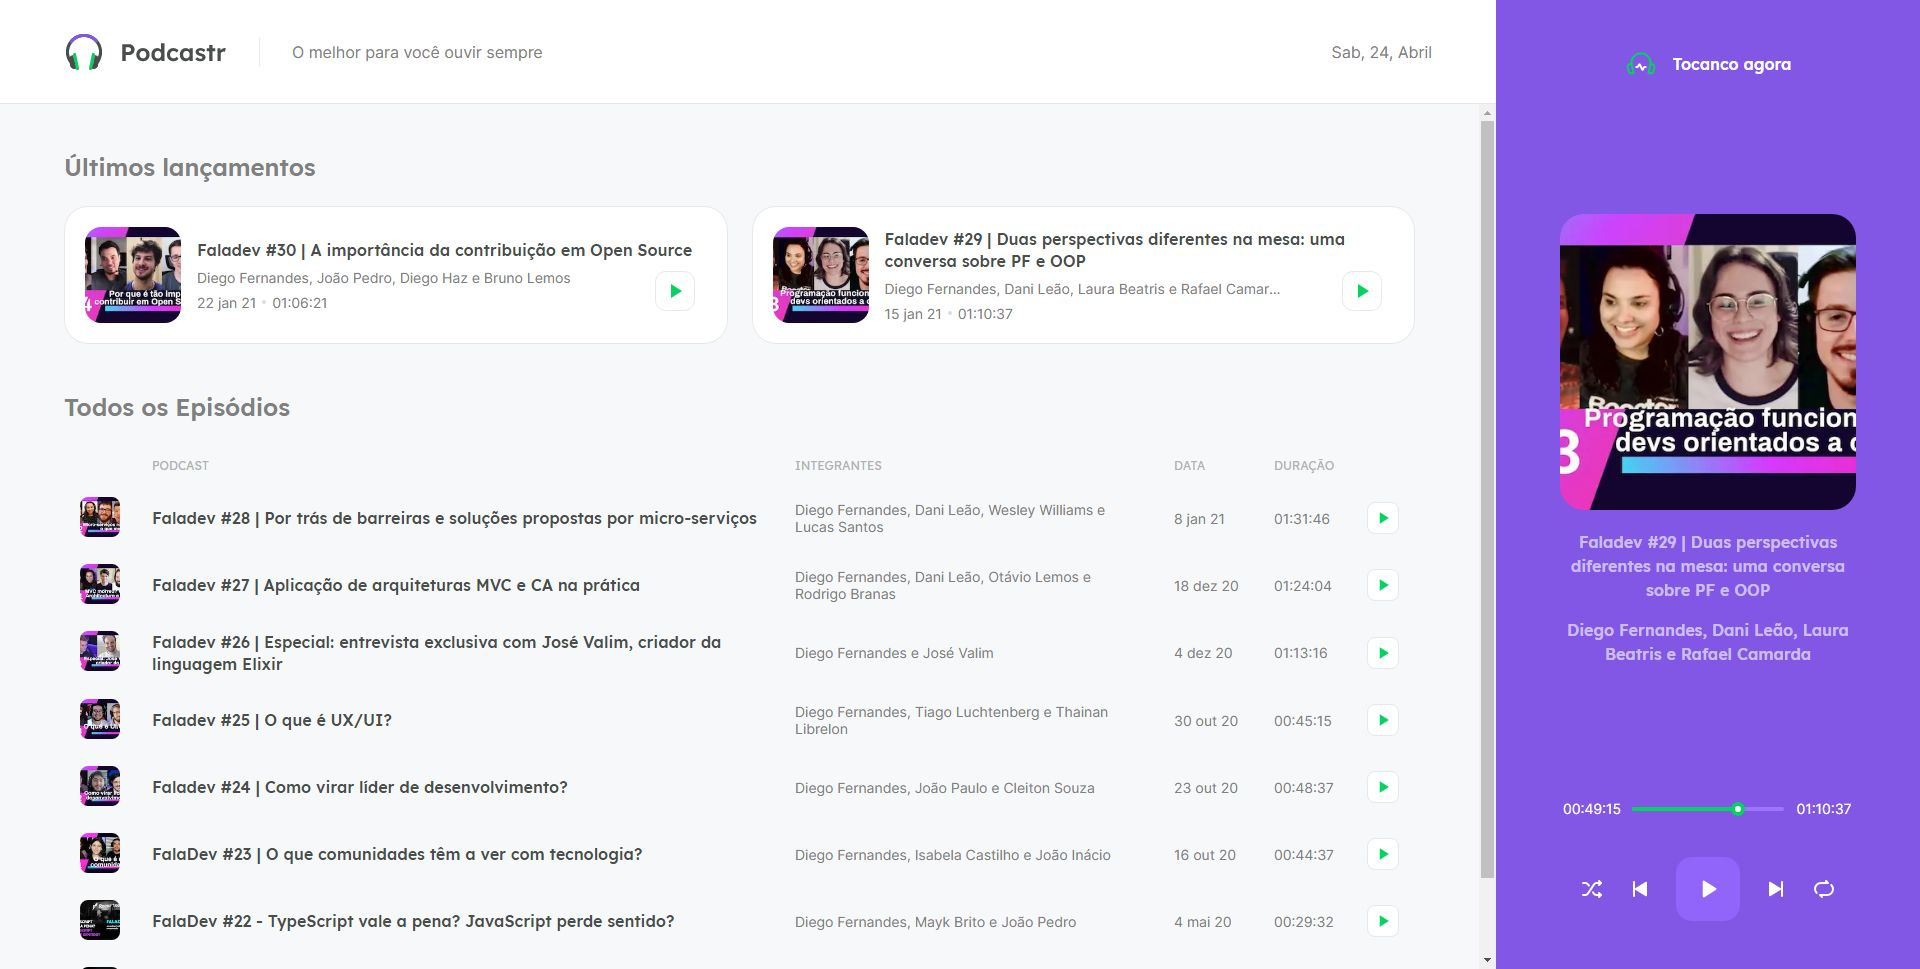 Podcastr
O melhor para você ouvir sempre
Sab, 24, Abril
Últimos lançamentos
Faladev #30 | A importância da contribuição em Open Source
Diego Fernandes, João Pedro, Diego Haz e Bruno Lemos
22 jan 21 • 01:06:21
Por que é tão imp
contribuir em Open S
Faladev #29 | Duas perspectivas diferentes na mesa: uma
conversa sobre PF e OOP
Diego Fernandes, Dani Leão, Laura Beatris e Rafael Camar...
15 jan 21 • 01:10:37
Programação funcion
devs orientados a c
Todos os Episódios
PODCAST INTEGRANTES DATA DURAÇÃO
Faladev #28 | Por trás de barreiras e soluções propostas por micro-serviços
Diego Fernandes, Dani Leão, Wesley Williams e
Lucas Santos
8 jan 21
01:31:46
Faladev #27 | Aplicação de arquiteturas MVC e CA na prática
Diego Fernandes, Dani Leão, Otávio Lemos e
Rodrigo Branas
18 dez 20
01:24:04
Faladev #26 | Especial: entrevista exclusiva com José Valim, criador da
linguagem Elixir
Diego Fernandes e José Valim
4 dez 20
01:13:16
Faladev #25 | O que é UX/UI?
Diego Fernandes, Tiago Luchtenberg e Thainan
Librelon
30 out 20
00:45:15
Faladev #24 | Como virar líder de desenvolvimento?
Diego Fernandes, João Paulo e Cleiton Souza
23 out 20
00:48:37
FalaDev #23 | O que comunidades têm a ver com tecnologia?
Diego Fernandes, Isabela Castilho e João Inácio
16 out 20
00:44:37
FalaDev #22 - TypeScript vale a pena? JavaScript perde sentido?
Diego Fernandes, Mayk Brito e João Pedro
4 mai 20
00:29:32
Tocanco agora
Programação funcion
3 devs orientados a c
Faladev #29 | Duas perspectivas
diferentes na mesa: uma conversa
sobre PF e OOP
Diego Fernandes, Dani Leão, Laura
Beatris e Rafael Camarda
00:49:15
01:10:37